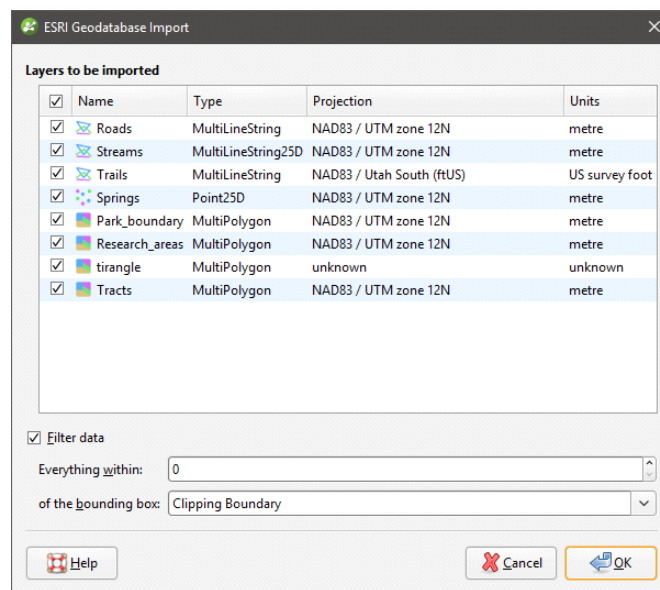 ESRI Geodatabase Import
Layers to be imported
Name Type Projection Units
Roads MultiLineString NAD83 / UTM zone 12N metre
Streams MultiLineString25D NAD83 / UTM zone 12N metre
Trails MultiLineString NAD83 / Utah South (ftUS) US survey foot
Springs Point25D NAD83 / UTM zone 12N metre
Park_boundary MultiPolygon NAD83 / UTM zone 12N metre
Research_areas MultiPolygon NAD83 / UTM zone 12N metre
tirangle MultiPolygon unknown unknown
Tracts MultiPolygon NAD83 / UTM zone 12N metre
Filter data
Everything within: 0
of the bounding box: Clipping Boundary
Help Cancel OK